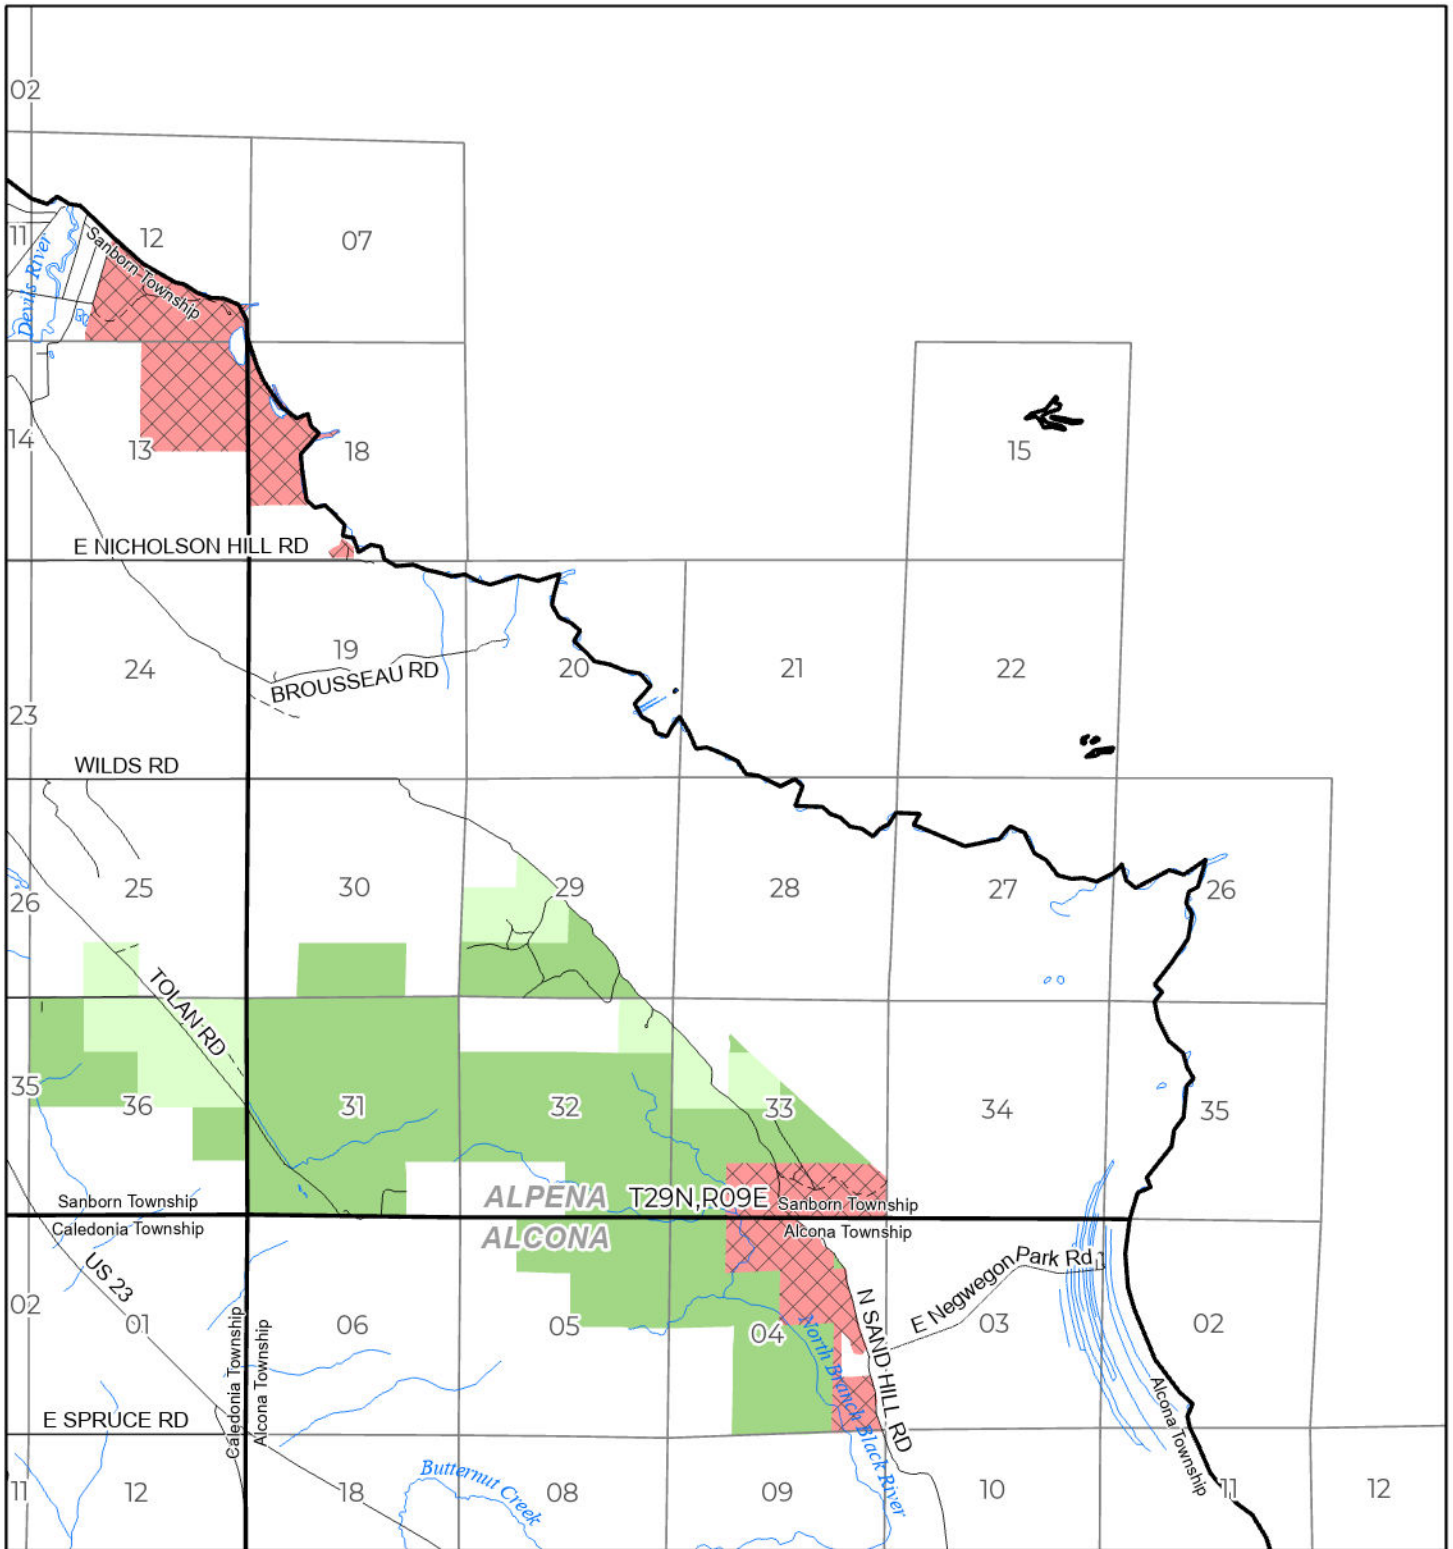 02
11
12
07
Sanborn Township
Devils River
14
13
18
15
E NICHOLSON HILL RD
24
19
20
21
22
BROUSSEAU RD
23
WILDS RD
26
25
30
29
28
27
26
TOLAN RD
35
36
31
32
33
34
35
ALPENA
T29N,R09E
Sanborn Township
Sanborn Township
Caledonia Township
ALCONA
Alcona Township
US 23
E Negwegon Park Rd
N SAND HILL RD
02
01
06
05
04
03
02
North Branch Black River
Caledonia Township
Alcona Township
Alcona Township
E SPRUCE RD
Butternut Creek
11
12
18
08
09
10
11
12